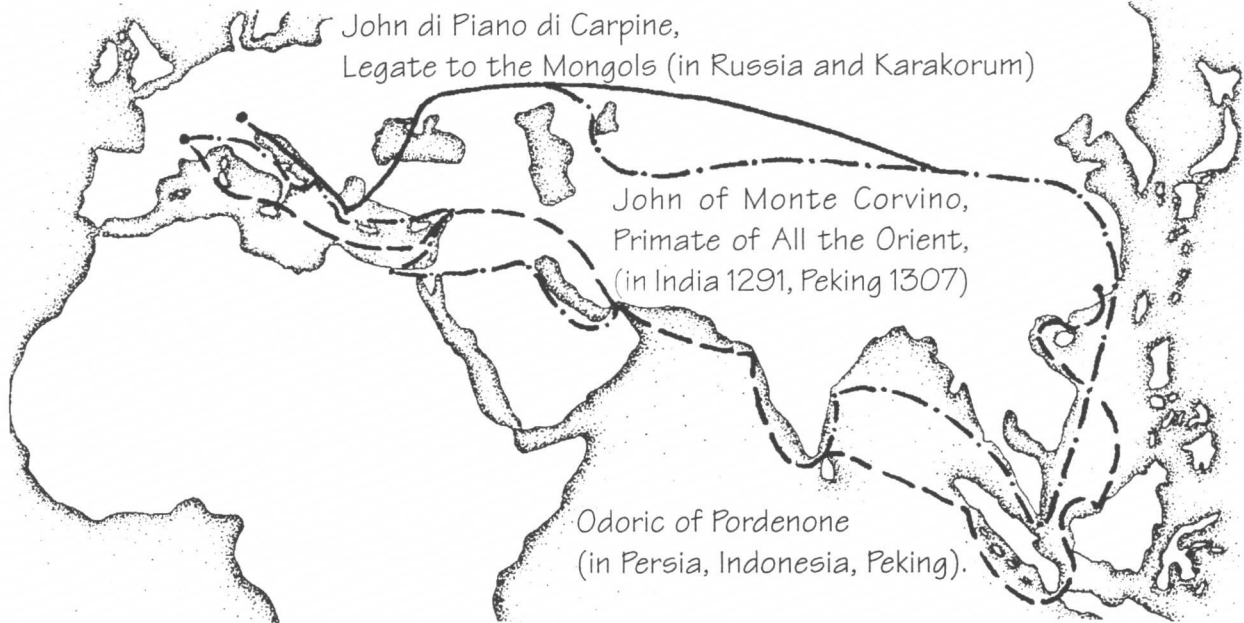 John di Piano di Carpine,
Legate to the Mongols (in Russia and Karakorum)
John of Monte Corvino,
Primate of All the Orient,
(in India 1291, Peking 1307)
Odoric of Pordenone
(in Persia, Indonesia, Peking).